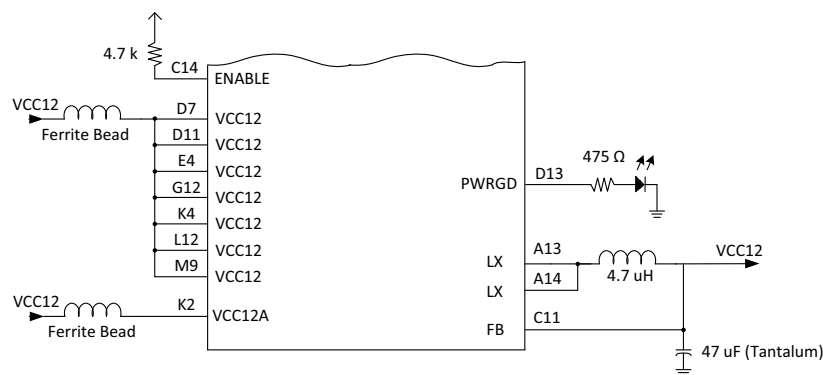 4.7 k
C14
ENABLE
VCC12
Ferrite Bead
D7
VCC12
D11
VCC12
E4
VCC12
G12
VCC12
K4
VCC12
L12
VCC12
M9
VCC12
VCC12
Ferrite Bead
K2
VCC12A
PWRGD
D13
475 Ω
LX
A13
LX
A14
4.7 uH
VCC12
FB
C11
47 uF (Tantalum)